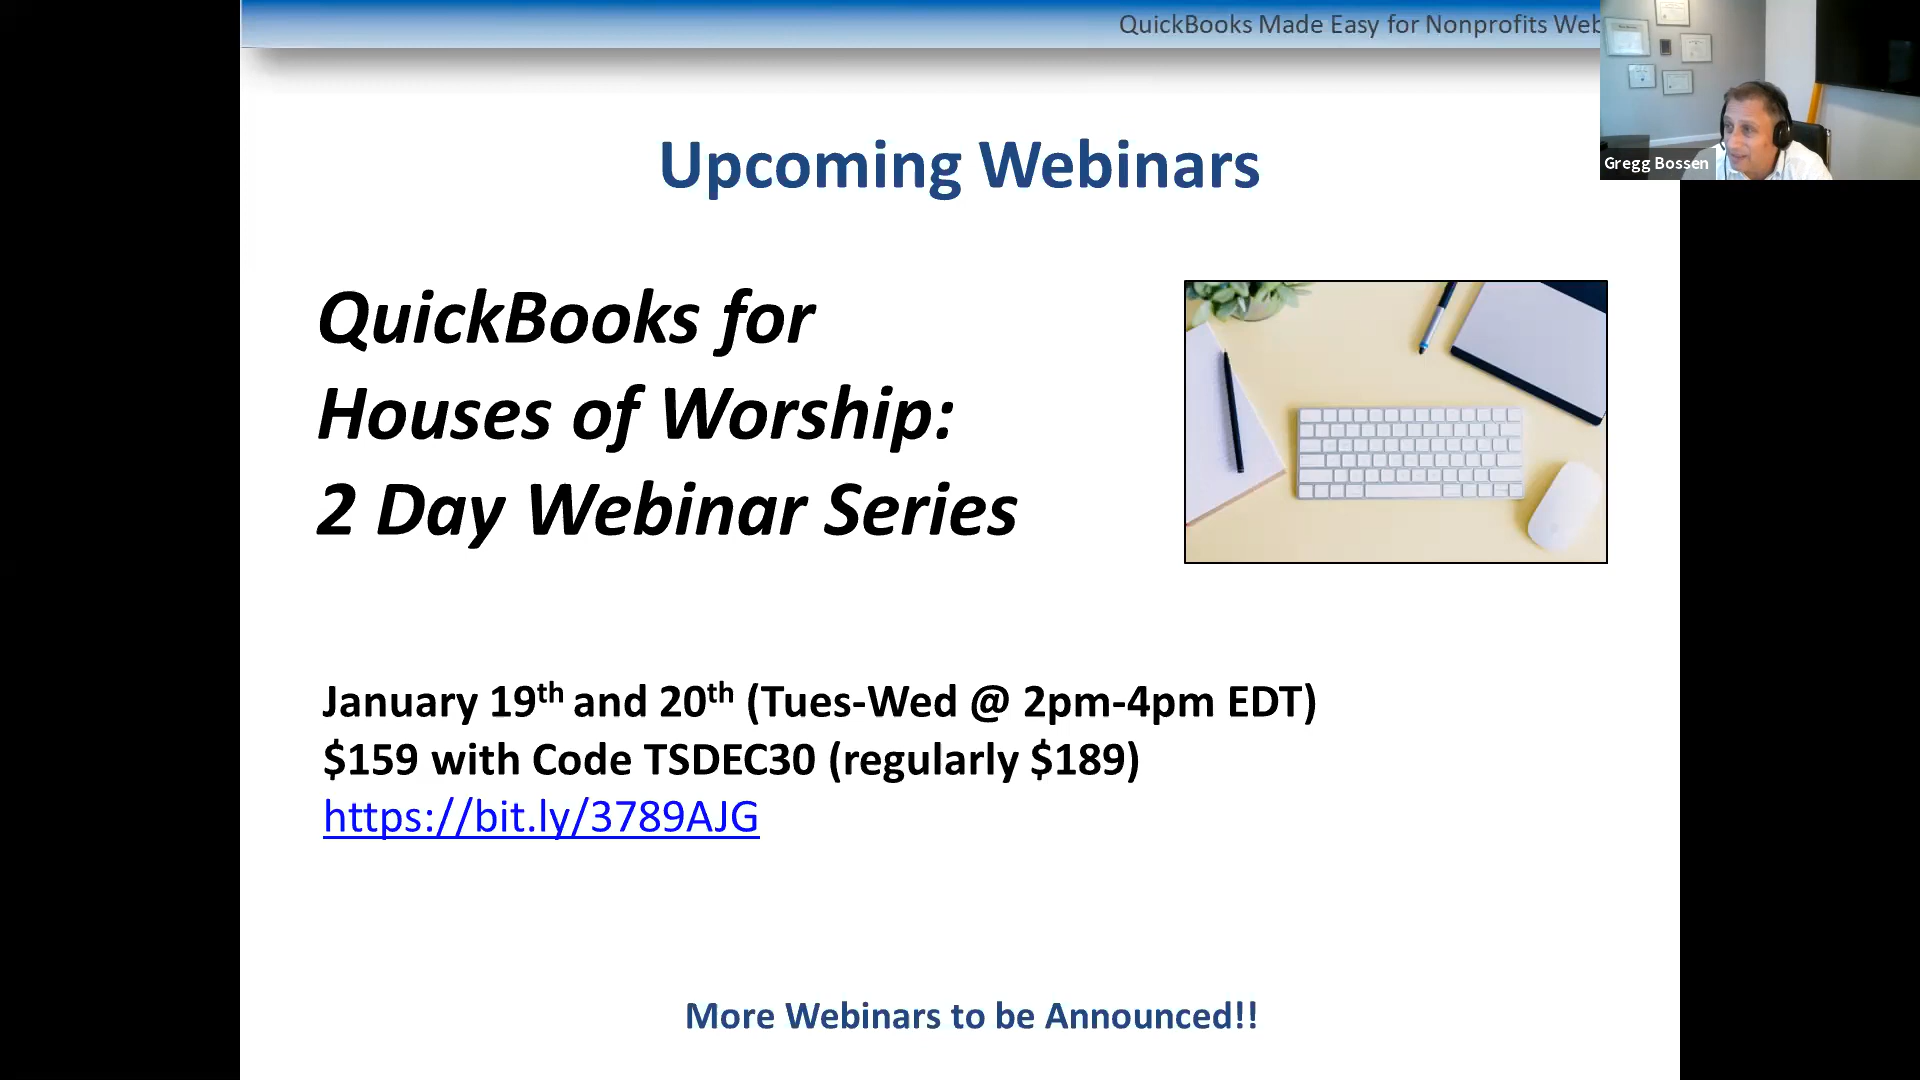 QuickBooks Made Easy for Nonprofits Web
Gregg Bossen
Upcoming Webinars
QuickBooks for
Houses of Worship:
2 Day Webinar Series
January 19th and 20th (Tues-Wed @ 2pm-4pm EDT)
$159 with Code TSDEC30 (regularly $189)
https://bit.ly/3789AJG
More Webinars to be Announced!!